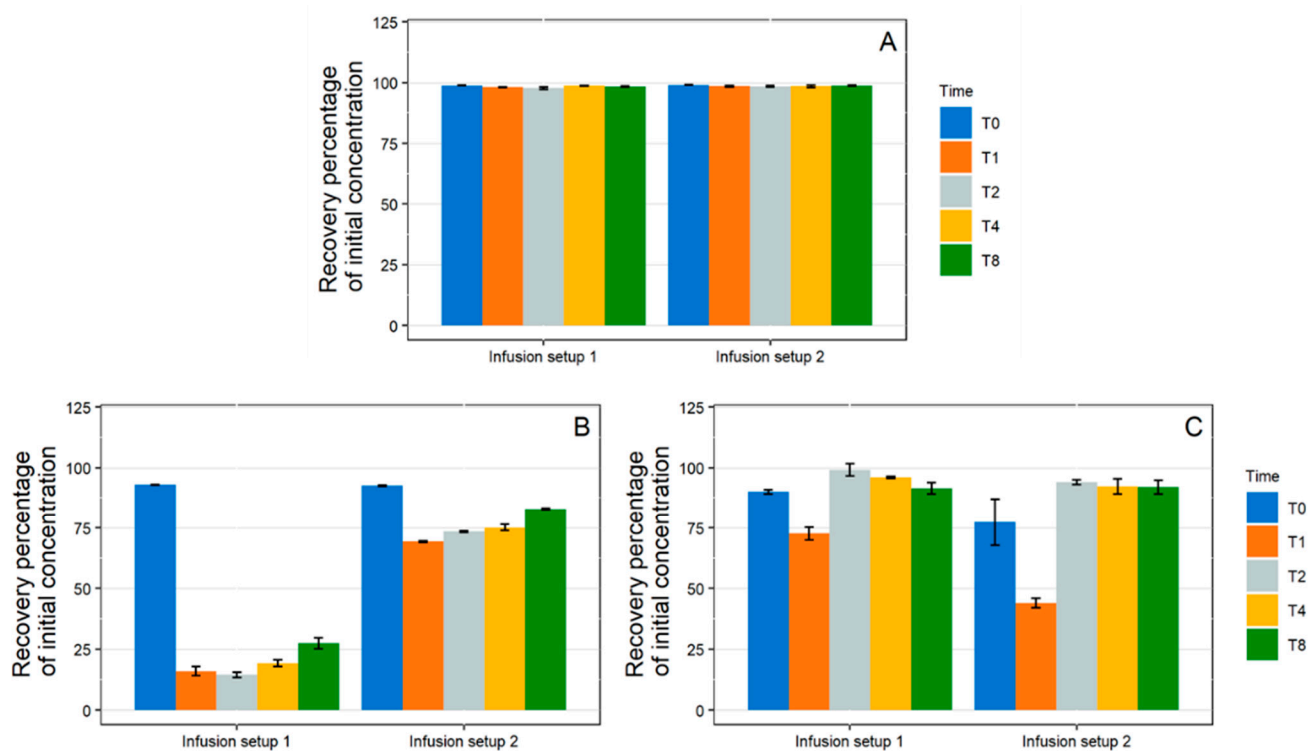 A
Recovery percentage
of initial concentration
125
100
75
50
25
0
Infusion setup 1
Infusion setup 2
Time
T0
T1
T2
T4
T8
B
Recovery percentage
of initial concentration
125
100
75
50
25
0
Infusion setup 1
Infusion setup 2
C
Recovery percentage
of initial concentration
125
100
75
50
25
0
Infusion setup 1
Infusion setup 2
Time
T0
T1
T2
T4
T8